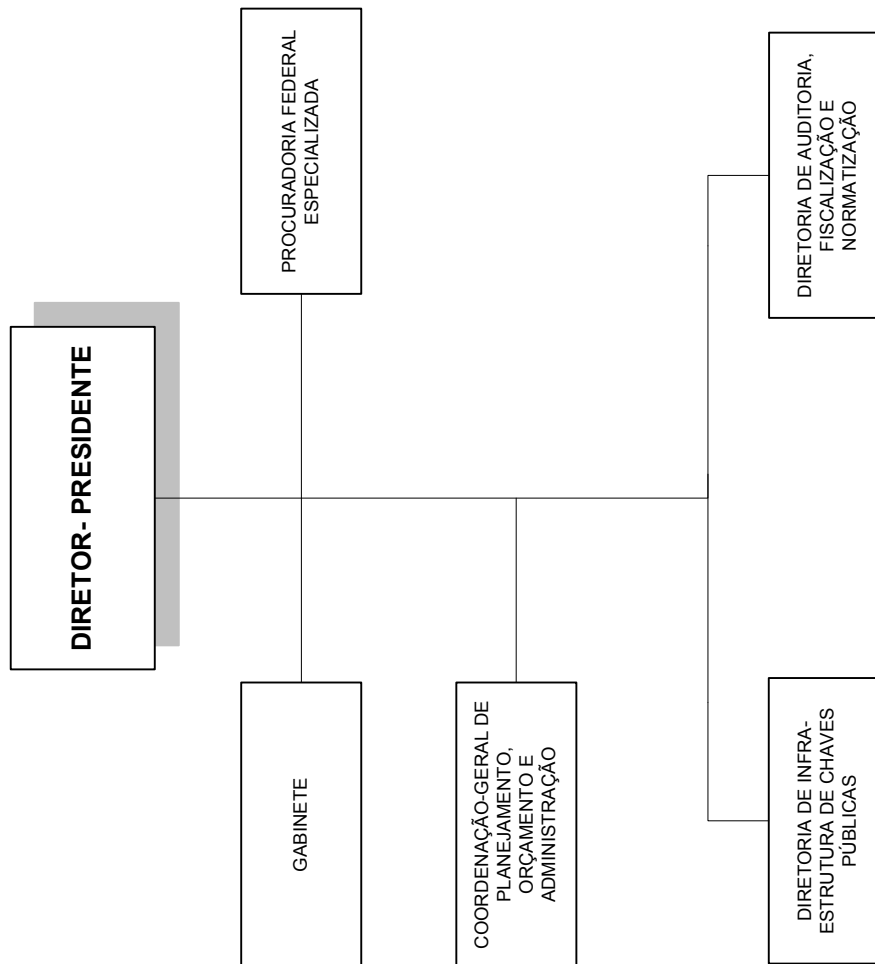 DIRETOR- PRESIDENTE
GABINETE
PROCURADORIA FEDERAL
ESPECIALIZADA
COORDENAÇÃO-GERAL DE
PLANEJAMENTO,
ORÇAMENTO E
ADMINISTRAÇÃO
DIRETORIA DE INFRA-
ESTRUTURA DE CHAVES
PÚBLICAS
DIRETORIA DE AUDITORIA,
FISCALIZAÇÃO E
NORMATIZAÇÃO